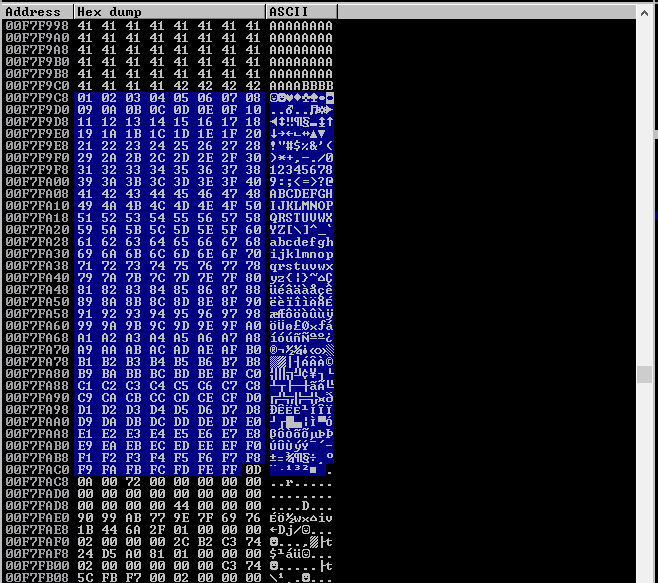 Address Hex dump ASCII
00F7F998 41 41 41 41 41 41 41 41 AAAAAAAA
00F7F9A0 41 41 41 41 41 41 41 41 AAAAAAAA
00F7F9A8 41 41 41 41 41 41 41 41 AAAAAAAA
00F7F9B0 41 41 41 41 41 41 41 41 AAAAAAAA
00F7F9B8 41 41 41 41 41 41 41 41 AAAAAAAA
00F7F9C0 41 41 41 41 42 42 42 42 AAAABBBB
00F7F9C8 01 02 03 04 05 06 07 08 ☺☻♥♦♣♠•◘
00F7F9D0 09 0A 0B 0C 0D 0E 0F 10 ..♂..♫☼►
00F7F9D8 11 12 13 14 15 16 17 18 ◄↕‼¶§▬↨↑
00F7F9E0 19 1A 1B 1C 1D 1E 1F 20 ↓→←∟↔▲▼
00F7F9E8 21 22 23 24 25 26 27 28 !"#$%&'(
00F7F9F0 29 2A 2B 2C 2D 2E 2F 30 )*+,-./0
00F7F9F8 31 32 33 34 35 36 37 38 12345678
00F7FA00 39 3A 3B 3C 3D 3E 3F 40 9:;<=>?@
00F7FA08 41 42 43 44 45 46 47 48 ABCDEFGH
00F7FA10 49 4A 4B 4C 4D 4E 4F 50 IJKLMNOP
00F7FA18 51 52 53 54 55 56 57 58 QRSTUVWX
00F7FA20 59 5A 5B 5C 5D 5E 5F 60 YZ[\]^_`
00F7FA28 61 62 63 64 65 66 67 68 abcdefgh
00F7FA30 69 6A 6B 6C 6D 6E 6F 70 ijklmnop
00F7FA38 71 72 73 74 75 76 77 78 qrstuvwx
00F7FA40 79 7A 7B 7C 7D 7E 7F 80 yz{|}~⌂Ç
00F7FA48 81 82 83 84 85 86 87 88 üéâäàåçê
00F7FA50 89 8A 8B 8C 8D 8E 8F 90 ëèïîìÄÅÉ
00F7FA58 91 92 93 94 95 96 97 98 æÆôöòûùÿ
00F7FA60 99 9A 9B 9C 9D 9E 9F A0 ÖÜø£Ø×ƒá
00F7FA68 A1 A2 A3 A4 A5 A6 A7 A8 íóúñÑªº¿
00F7FA70 A9 AA AB AC AD AE AF B0 ®¬½¼¡«»░
00F7FA78 B1 B2 B3 B4 B5 B6 B7 B8 ▒▓│┤ÁÂÀ©
00F7FA80 B9 BA BB BC BD BE BF C0 ╣║╗╝¢¥┐└
00F7FA88 C1 C2 C3 C4 C5 C6 C7 C8 ┴┬├─┼ãÃ╚
00F7FA90 C9 CA CB CC CD CE CF D0 ╔╩╦╠═╬¤ð
00F7FA98 D1 D2 D3 D4 D5 D6 D7 D8 ÐÊËÈıÍÎÏ
00F7FAA0 D9 DA DB DC DD DE DF E0 ┘┌█▄¦Ì▀Ó
00F7FAA8 E1 E2 E3 E4 E5 E6 E7 E8 ßÔÒõÕµþÞ
00F7FAB0 E9 EA EB EC ED EE EF F0 ÚÛÙýÝ¯´-
00F7FAB8 F1 F2 F3 F4 F5 F6 F7 F8 ±‗¾¶§÷¸°
00F7FAC0 F9 FA FB FC FD FE FF 0D ¨·¹³²■ .
00F7FAC8 0A 00 72 00 00 00 00 00 ..r.....
00F7FAD0 00 00 00 00 00 00 00 00 ........
00F7FAD8 00 00 00 00 44 00 00 00 ....D...
00F7FAE0 90 99 AB 77 9E 7F 69 76 ÉÖ½w×⌂iv
00F7FAE8 1B 44 6A 2F 01 00 00 00 ←Dj/☺...
00F7FAF0 02 00 00 00 2C B2 C3 74 ☻...,▓├t
00F7FAF8 24 D5 A0 81 01 00 00 00 $ıáü☺...
00F7FB00 02 00 00 00 00 00 C3 74 ☻.....├t
00F7FB08 5C FB F7 00 02 00 00 00 \¹¸.☻...